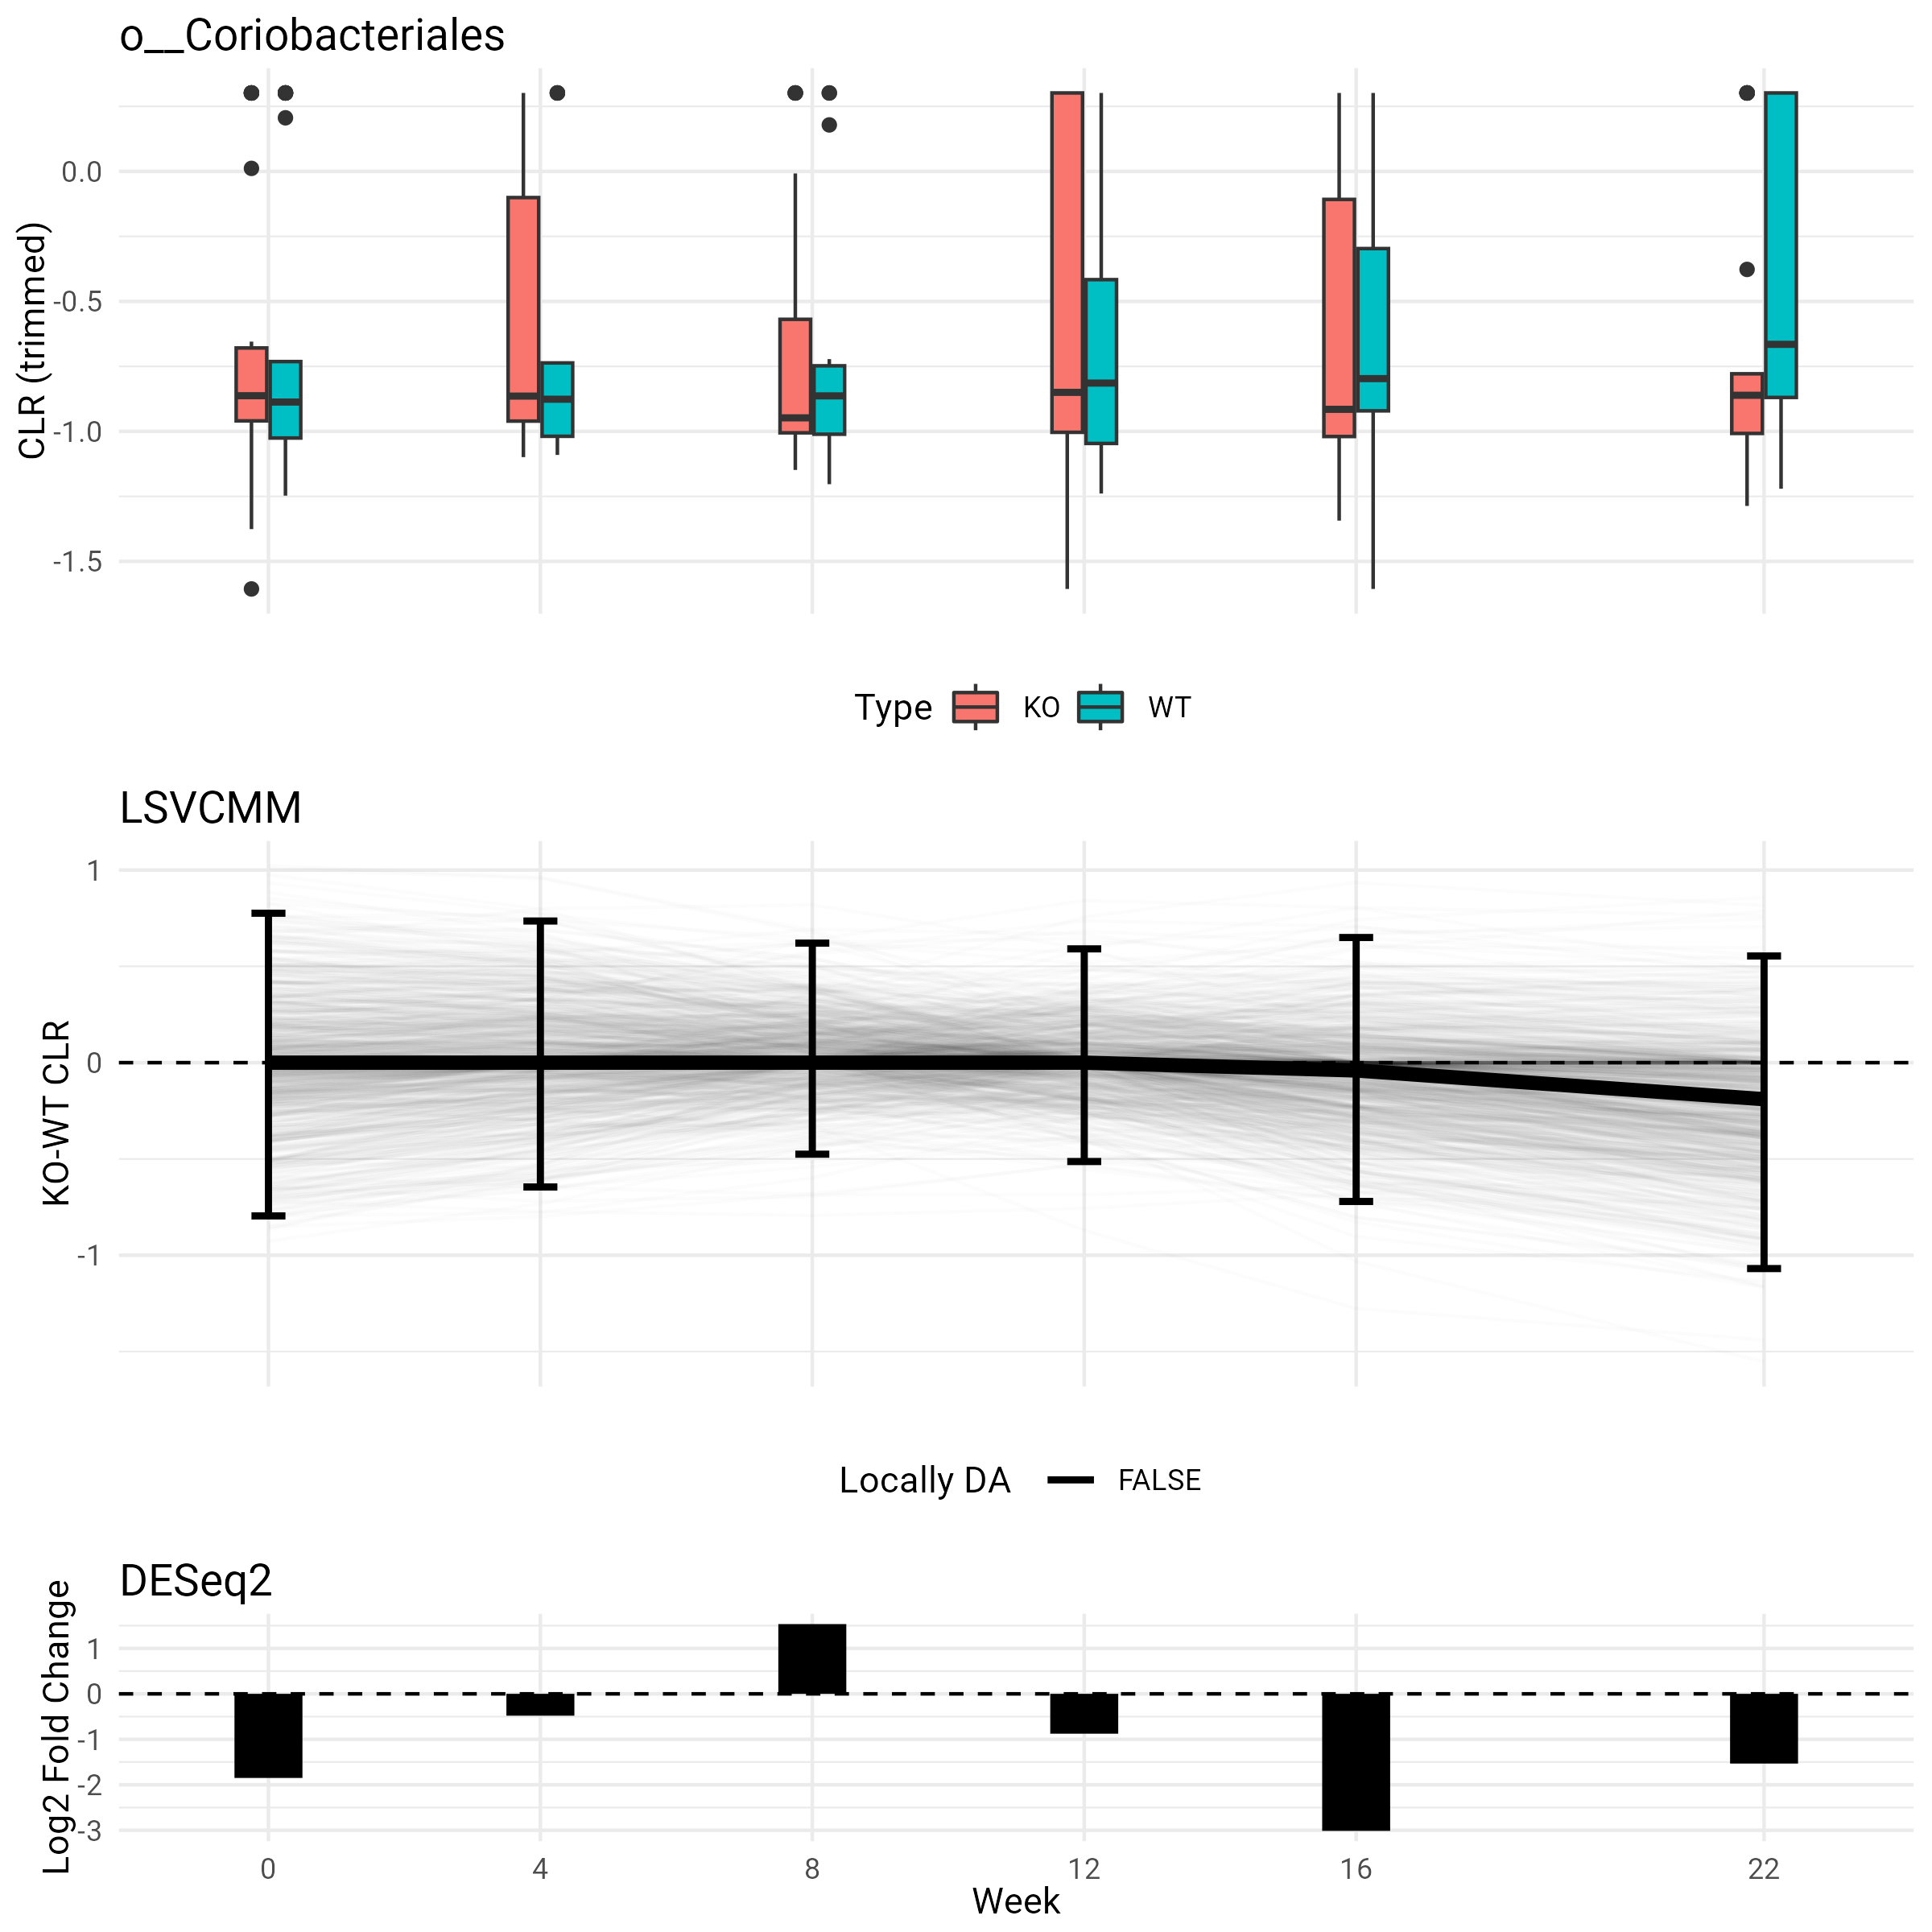 o__Coriobacteriales
CLR (trimmed)
0.0
-0.5
-1.0
-1.5
Type KO WT
LSVCMM
KO-WT CLR
1
0
-1
Locally DA FALSE
DESeq2
Log2 Fold Change
1
0
-1
-2
-3
0 4 8 12 16 22
Week